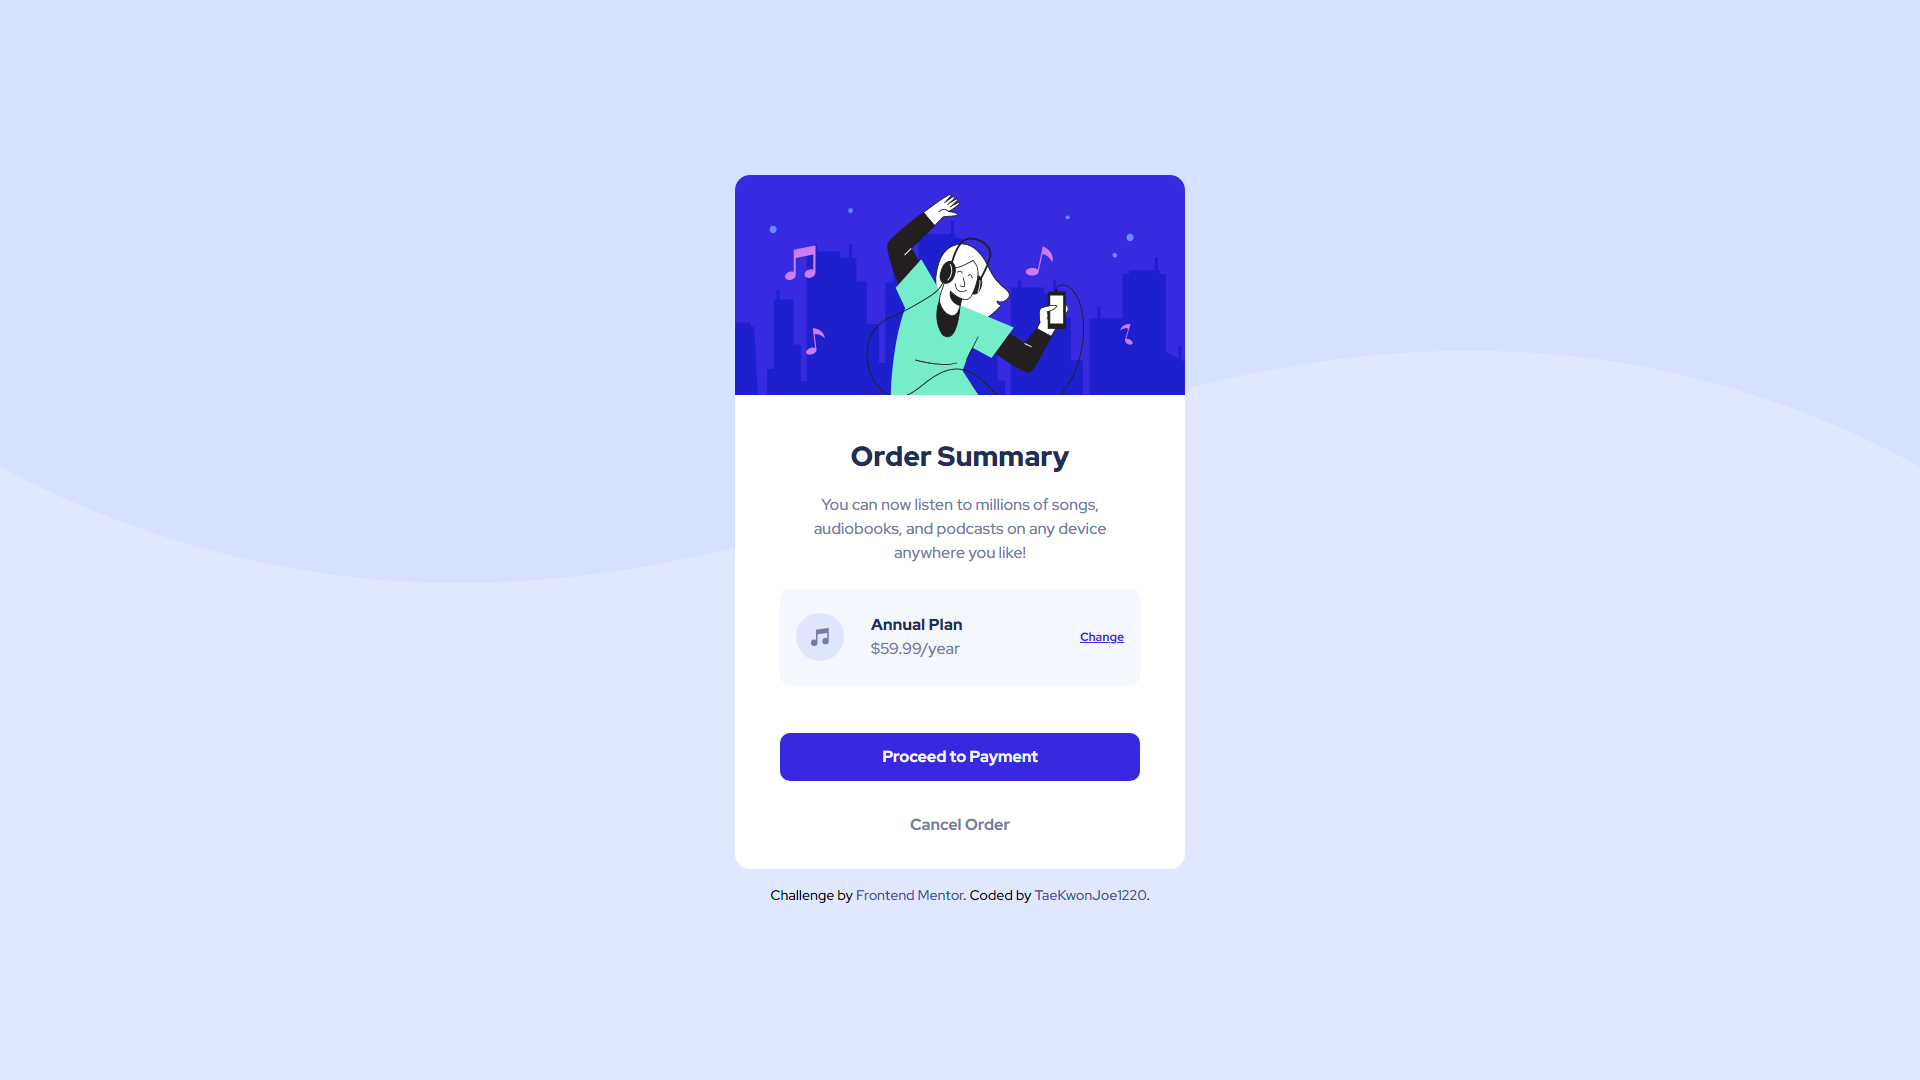 Order Summary
You can now listen to millions of songs,
audiobooks, and podcasts on any device
anywhere you like!
Annual Plan
$59.99/year
Change
Proceed to Payment
Cancel Order
Challenge by Frontend Mentor. Coded by TaeKwonJoe1220.